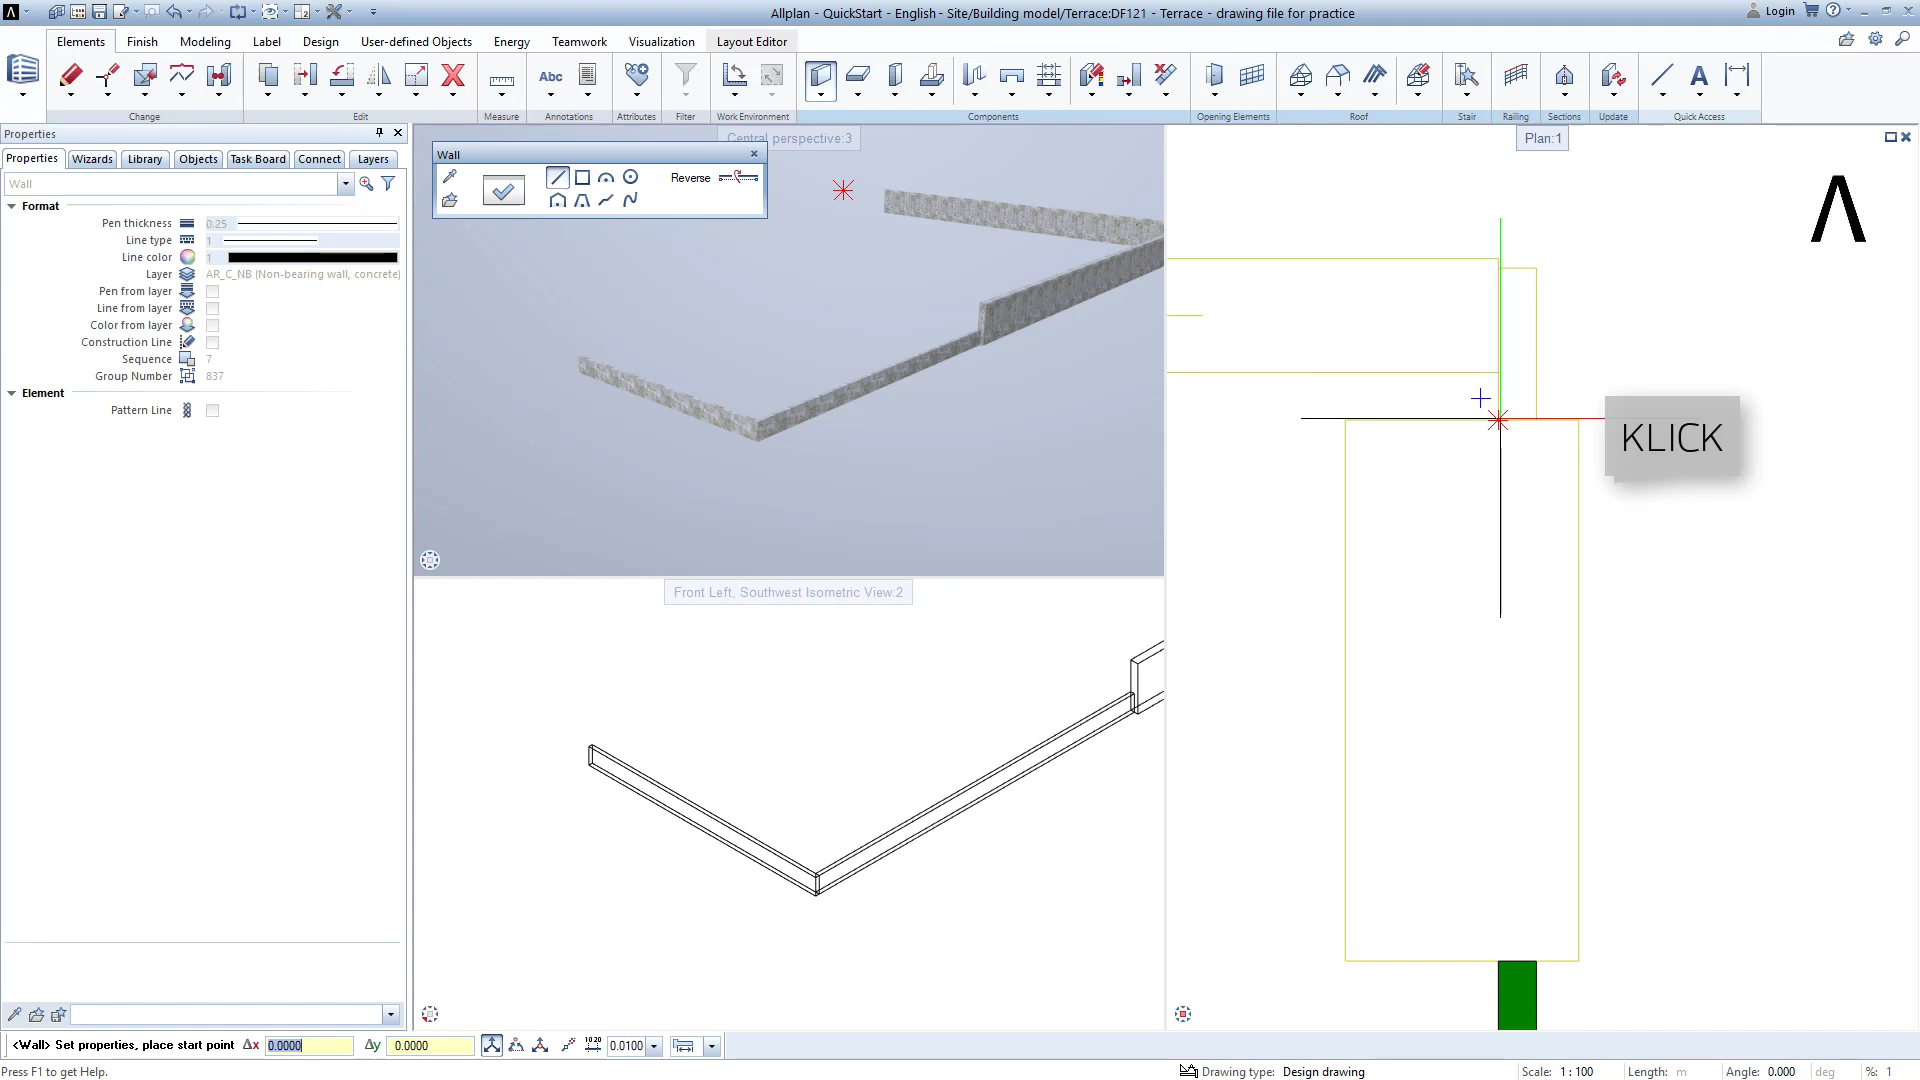 Allplan - QuickStart - English - Site/Building model/Terrace:DF121 - Terrace - drawing file for practice
Login
Elements
Finish
Modeling
Label
Design
User-defined Objects
Energy
Teamwork
Visualization
Layout Editor
Abc
A
Change
Edit
Measure
Annotations
Attributes
Filter
Work Environment
Components
Opening Elements
Roof
Stair
Railing
Sections
Update
Quick Access
Properties
Properties
Wizards
Library
Objects
Task Board
Connect
Layers
Wall
Format
Pen thickness 0.25
Line type 1
Line color 1
Layer AR_C_NB (Non-bearing wall, concrete)
Pen from layer
Line from layer
Color from layer
Construction Line
Sequence 7
Group Number 837
Element
Pattern Line
Central perspective:3
Wall
Reverse
Front Left, Southwest Isometric View:2
Plan:1
KLICK
<Wall> Set properties, place start point Δx 0.0000 Δy 0.0000 1020 0.0100
Press F1 to get Help.
Drawing type: Design drawing
Scale: 1 : 100
Length: m
Angle: 0.000 deg
%: 1